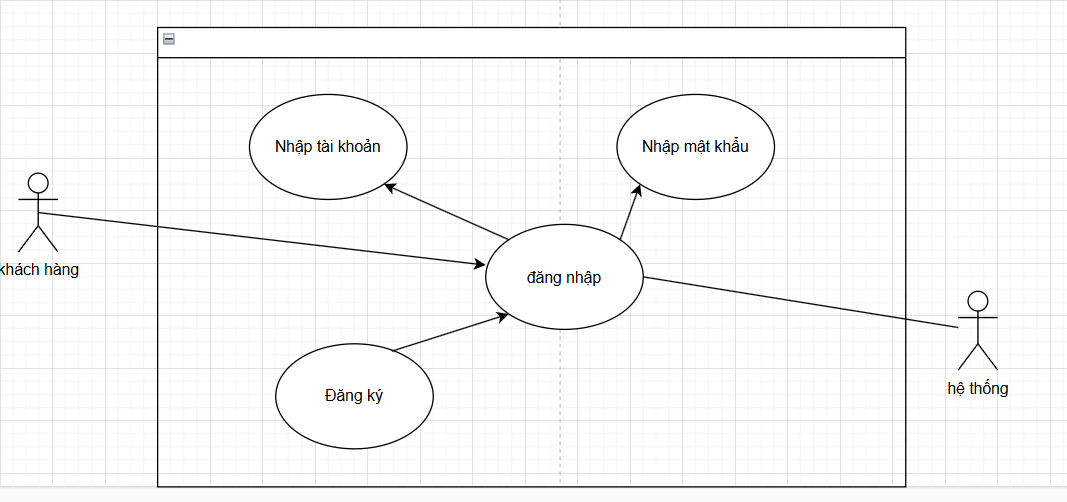 Nhập tài khoản
Nhập mật khẩu
khách hàng
đăng nhập
Đăng ký
hệ thống